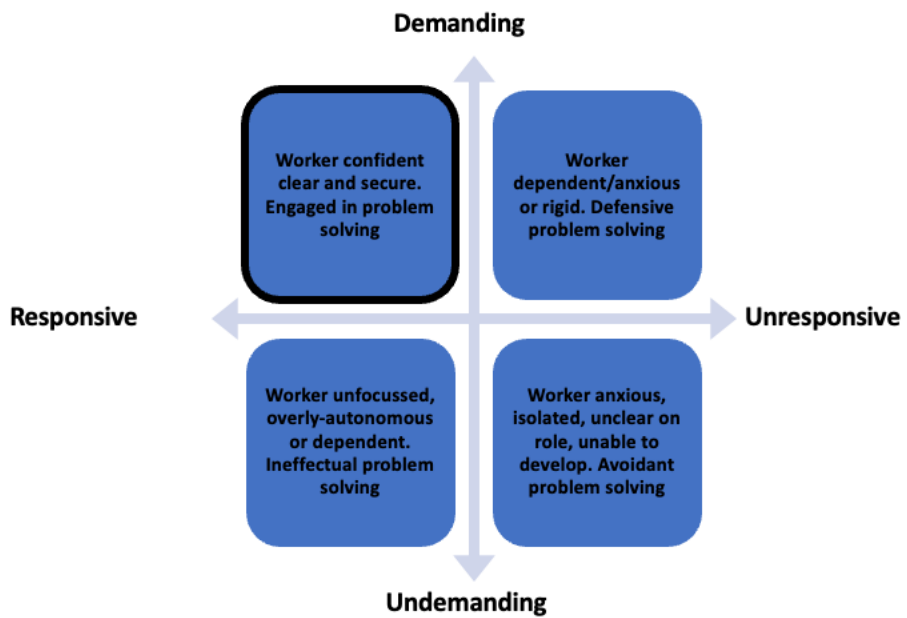 Demanding
Worker confident
clear and secure.
Engaged in problem
solving
Worker
dependent/anxious
or rigid. Defensive
problem solving
Responsive
Unresponsive
Worker unfocussed,
overly-autonomous
or dependent.
Ineffectual problem
solving
Worker anxious,
isolated, unclear on
role, unable to
develop. Avoidant
problem solving
Undemanding